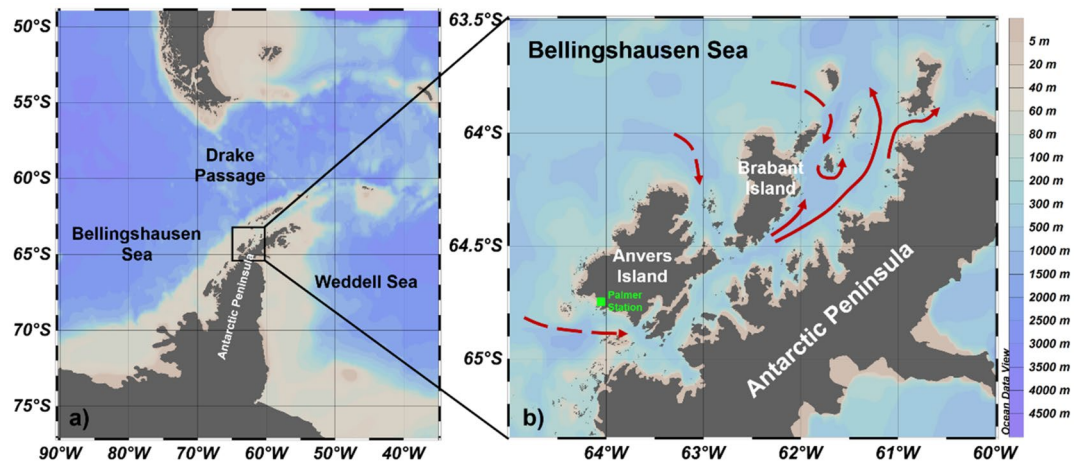 50°S
55°S
60°S
65°S
70°S
75°S
90°W
80°W
70°W
60°W
50°W
40°W
Drake
Passage
Bellingshausen
Sea
Weddell Sea
Antarctic Peninsula
a)
63.5°S
64°S
64.5°S
65°S
64°W
63°W
62°W
61°W
60°W
Bellingshausen Sea
Brabant
Island
Anvers
Island
Palmer
Station
Antarctic Peninsula
b)
5 m
20 m
40 m
60 m
80 m
100 m
200 m
300 m
500 m
1000 m
1500 m
2000 m
2500 m
3000 m
3500 m
4000 m
4500 m
Ocean Data View